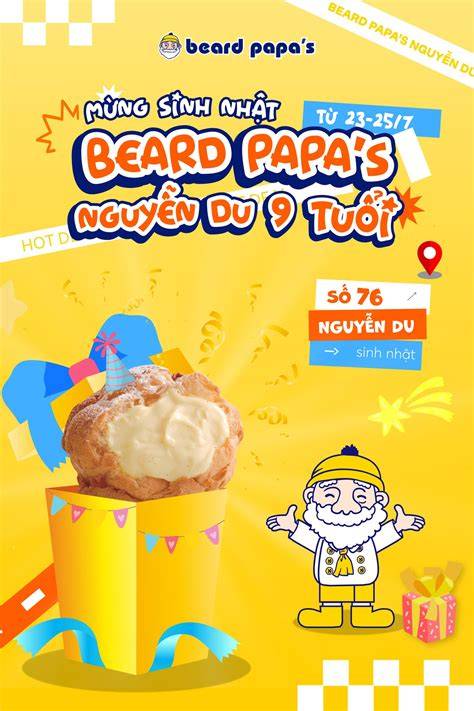 beard papa's
BEARD PAPA'S NGUYỄN DU
MỪNG SINH NHẬT
TỪ 23-25/7
BEARD PAPA'S
NGUYỄN DU 9 TUỔI
HOT
SỐ 76
NGUYỄN DU
→ sinh nhật